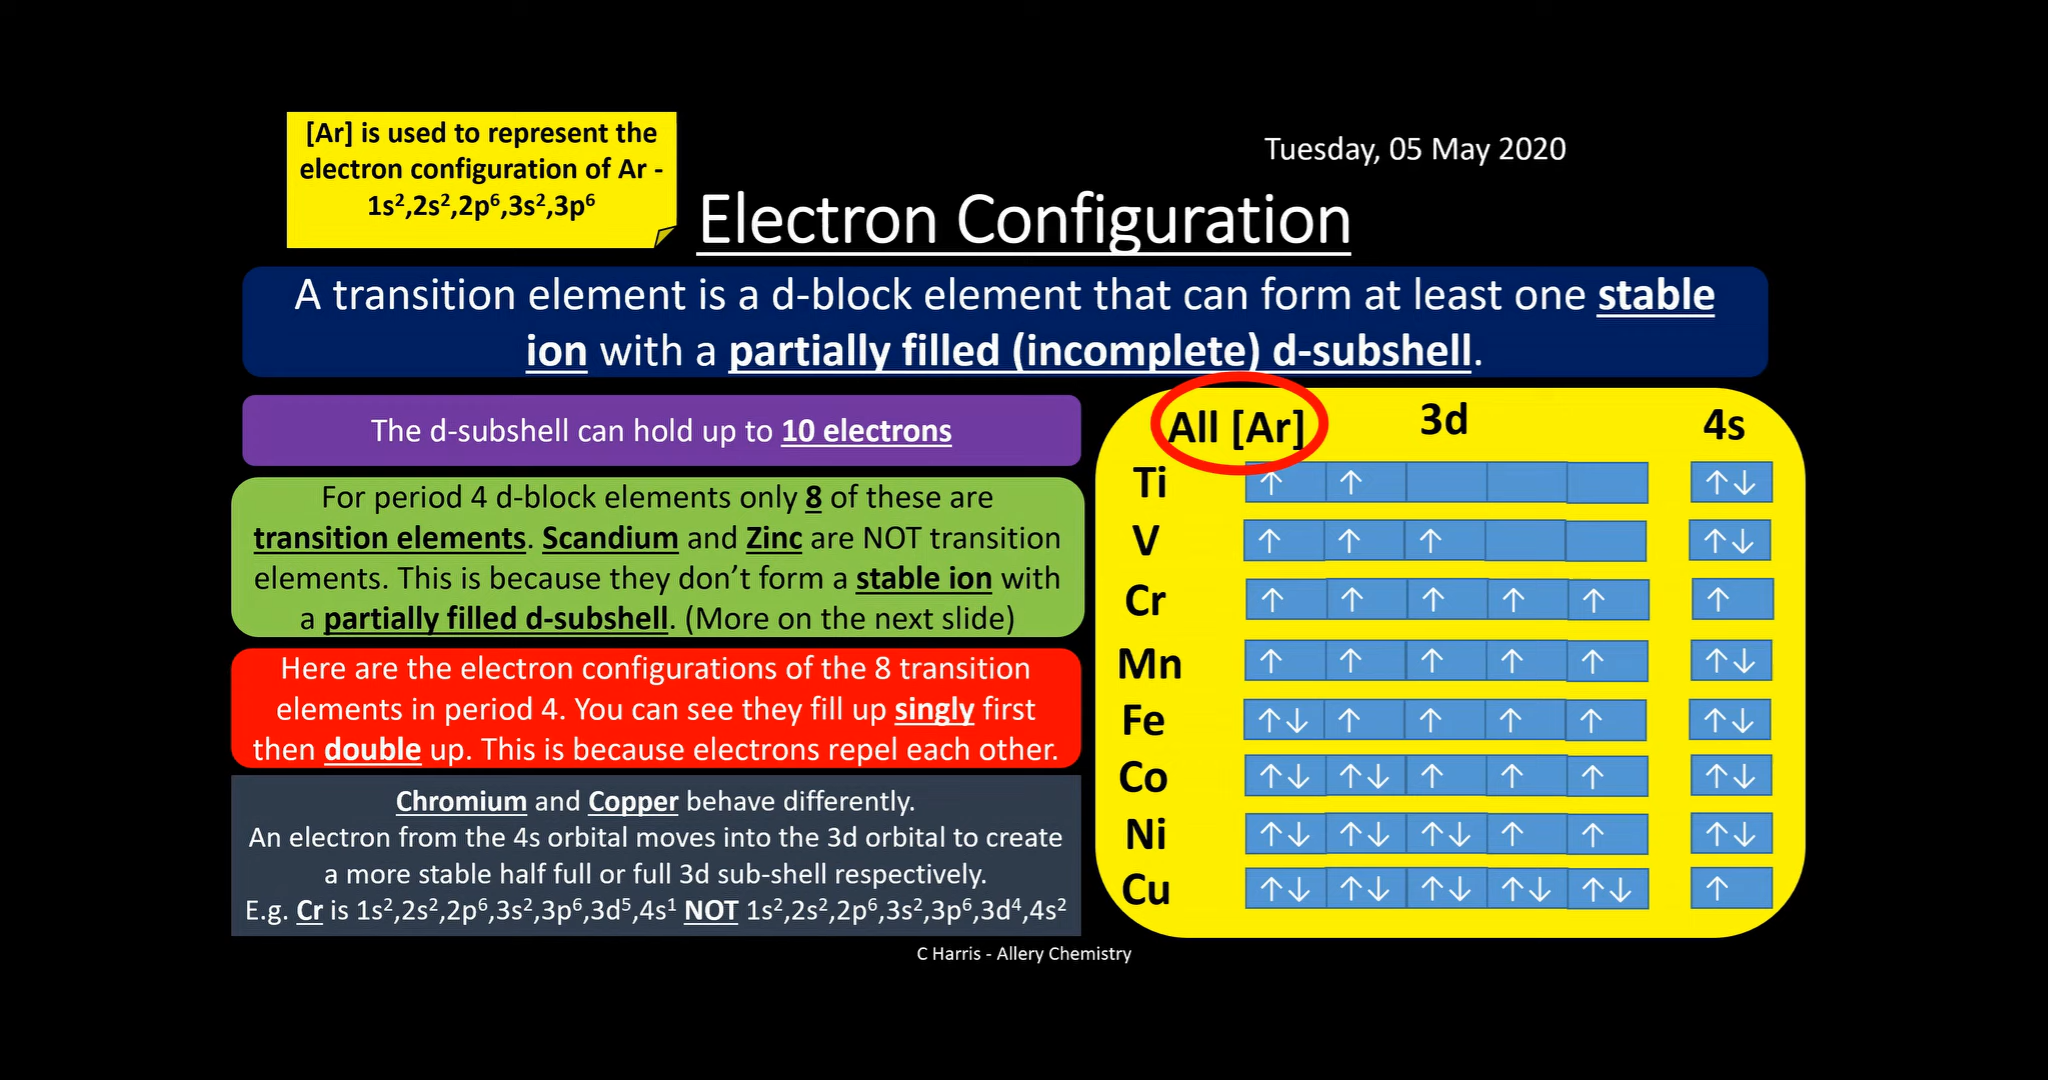 [Ar] is used to represent the
electron configuration of Ar -
1s²,2s²,2p⁶,3s²,3p⁶
Tuesday, 05 May 2020
Electron Configuration
A transition element is a d-block element that can form at least one stable
ion with a partially filled (incomplete) d-subshell.
The d-subshell can hold up to 10 electrons
For period 4 d-block elements only 8 of these are
transition elements. Scandium and Zinc are NOT transition
elements. This is because they don’t form a stable ion with
a partially filled d-subshell. (More on the next slide)
Here are the electron configurations of the 8 transition
elements in period 4. You can see they fill up singly first
then double up. This is because electrons repel each other.
Chromium and Copper behave differently.
An electron from the 4s orbital moves into the 3d orbital to create
a more stable half full or full 3d sub-shell respectively.
E.g. Cr is 1s²,2s²,2p⁶,3s²,3p⁶,3d⁵,4s¹ NOT 1s²,2s²,2p⁶,3s²,3p⁶,3d⁴,4s²
All [Ar] 3d 4s
Ti ↑ ↑ ↑↓
V ↑ ↑ ↑ ↑↓
Cr ↑ ↑ ↑ ↑ ↑ ↑
Mn ↑ ↑ ↑ ↑ ↑ ↑↓
Fe ↑↓ ↑ ↑ ↑ ↑ ↑↓
Co ↑↓ ↑↓ ↑ ↑ ↑ ↑↓
Ni ↑↓ ↑↓ ↑↓ ↑ ↑ ↑↓
Cu ↑↓ ↑↓ ↑↓ ↑↓ ↑↓ ↑
C Harris - Allery Chemistry